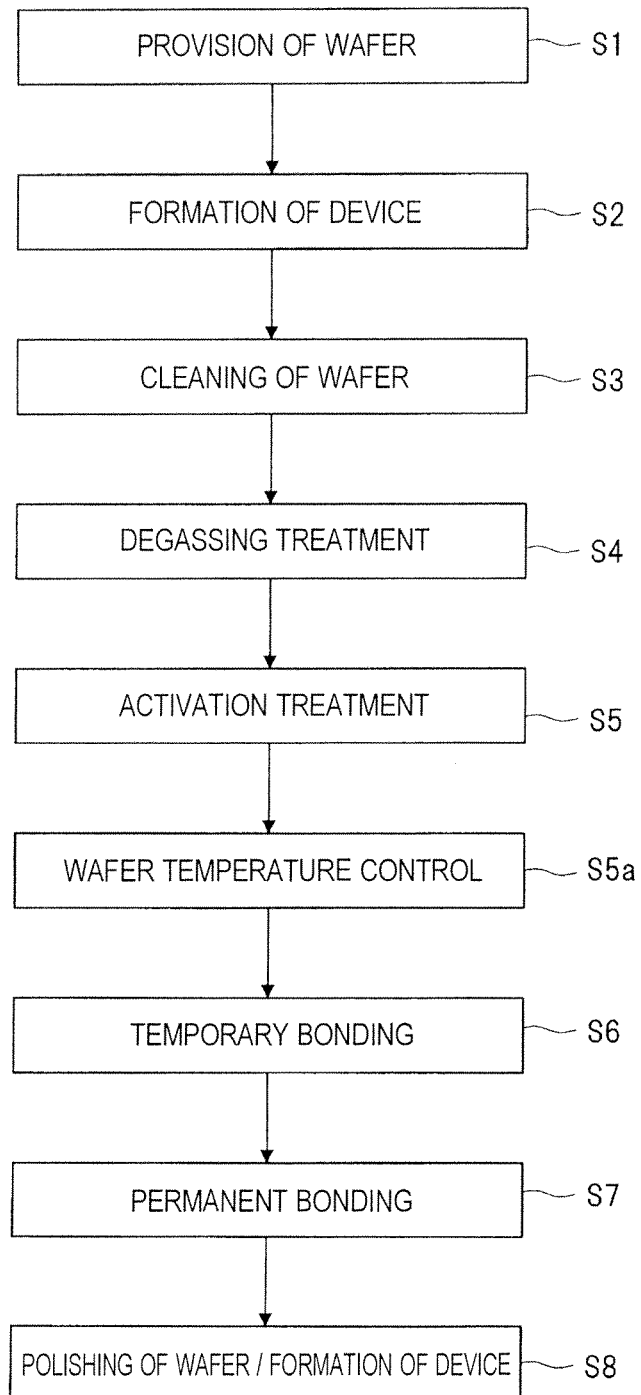 PROVISION OF WAFER S1
FORMATION OF DEVICE S2
CLEANING OF WAFER S3
DEGASSING TREATMENT S4
ACTIVATION TREATMENT S5
WAFER TEMPERATURE CONTROL S5a
TEMPORARY BONDING S6
PERMANENT BONDING S7
POLISHING OF WAFER / FORMATION OF DEVICE S8